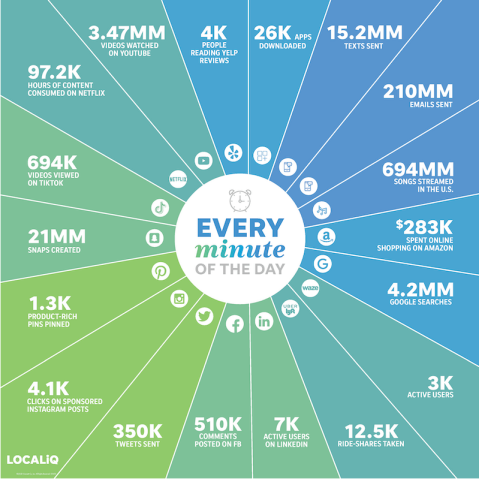 3.47MM
VIDEOS WATCHED
ON YOUTUBE
4K
PEOPLE
READING YELP
REVIEWS
26K APPS
DOWNLOADED
15.2MM
TEXTS SENT
97.2K
HOURS OF CONTENT
CONSUMED ON NETFLIX
210MM
EMAILS SENT
694K
VIDEOS VIEWED
ON TIKTOK
NETFLIX
694MM
SONGS STREAMED
IN THE U.S.
21MM
SNAPS CREATED
EVERY
minute
OF THE DAY
$283K
SPENT ONLINE
SHOPPING ON AMAZON
1.3K
PRODUCT-RICH
PINS PINNED
waze
4.2MM
GOOGLE SEARCHES
UBER
lyft
4.1K
CLICKS ON SPONSORED
INSTAGRAM POSTS
3K
ACTIVE USERS
350K
TWEETS SENT
510K
COMMENTS
POSTED ON FB
7K
ACTIVE USERS
ON LINKEDIN
12.5K
RIDE-SHARES TAKEN
LOCALiQ